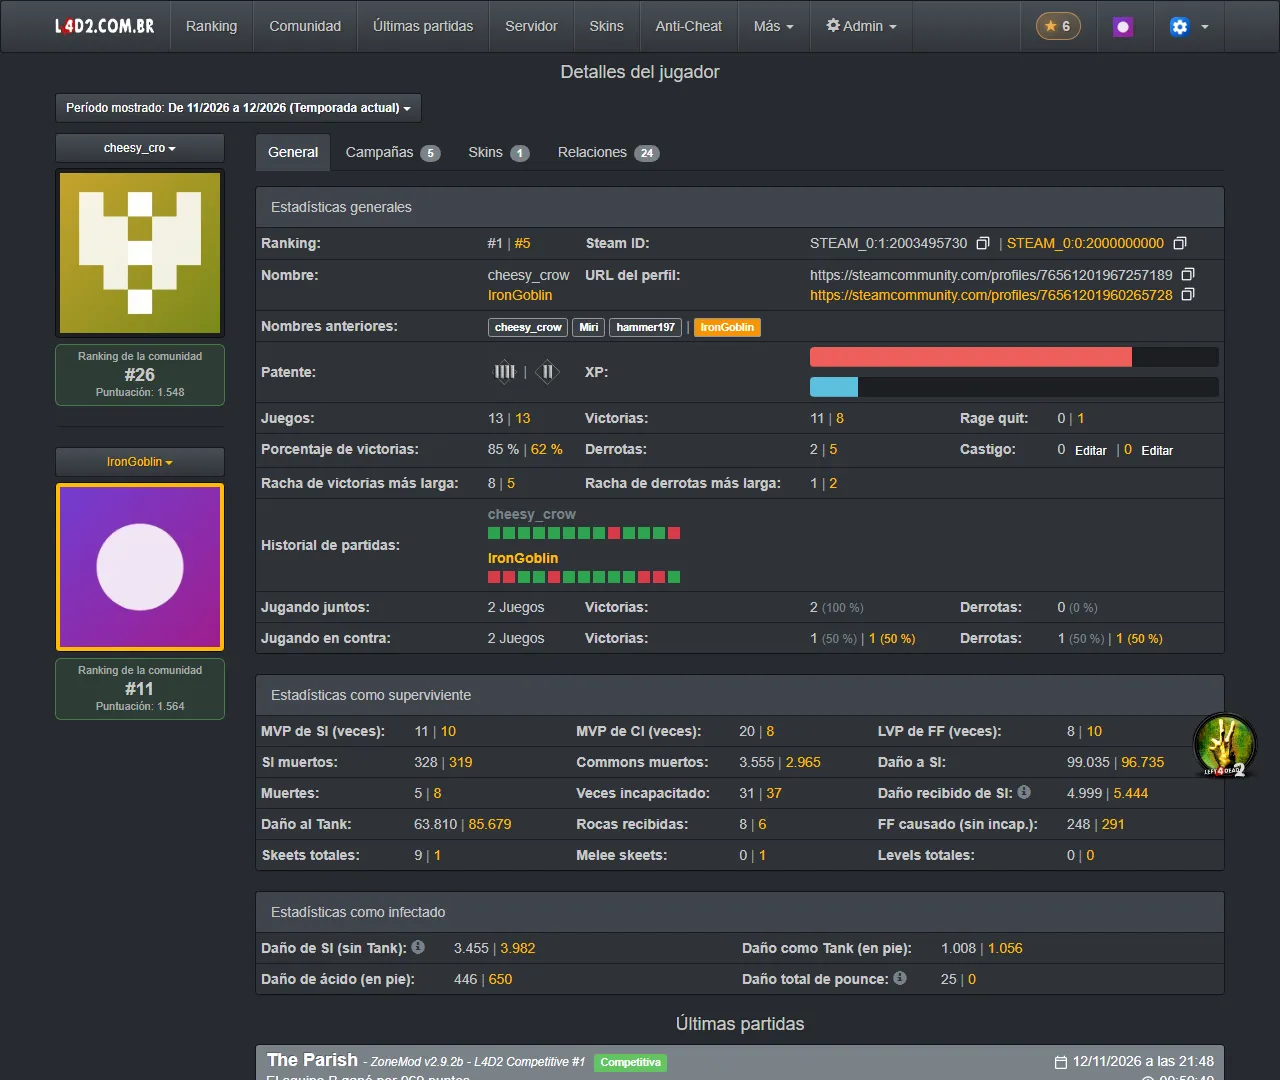 L4D2.COM.BR Ranking Comunidad Últimas partidas Servidor Skins Anti-Cheat Más Admin 6
Detalles del jugador
Período mostrado: De 11/2026 a 12/2026 (Temporada actual)
cheesy_cro
Ranking de la comunidad
#26
Puntuación: 1.548
IronGoblin
Ranking de la comunidad
#11
Puntuación: 1.564
General Campañas 5 Skins 1 Relaciones 24
Estadísticas generales
Ranking: #1 | #5 Steam ID: STEAM_0:1:2003495730 | STEAM_0:0:2000000000
Nombre: cheesy_crow URL del perfil: https://steamcommunity.com/profiles/76561201967257189
IronGoblin https://steamcommunity.com/profiles/76561201960265728
Nombres anteriores: cheesy_crow Miri hammer197 | IronGoblin
Patente: | XP:
Juegos: 13 | 13 Victorias: 11 | 8 Rage quit: 0 | 1
Porcentaje de victorias: 85 % | 62 % Derrotas: 2 | 5 Castigo: 0 Editar | 0 Editar
Racha de victorias más larga: 8 | 5 Racha de derrotas más larga: 1 | 2
Historial de partidas:
cheesy_crow
IronGoblin
Jugando juntos: 2 Juegos Victorias: 2 (100 %) Derrotas: 0 (0 %)
Jugando en contra: 2 Juegos Victorias: 1 (50 %) | 1 (50 %) Derrotas: 1 (50 %) | 1 (50 %)
Estadísticas como superviviente
MVP de SI (veces): 11 | 10 MVP de CI (veces): 20 | 8 LVP de FF (veces): 8 | 10
SI muertos: 328 | 319 Commons muertos: 3.555 | 2.965 Daño a SI: 99.035 | 96.735
Muertes: 5 | 8 Veces incapacitado: 31 | 37 Daño recibido de SI: 4.999 | 5.444
Daño al Tank: 63.810 | 85.679 Rocas recibidas: 8 | 6 FF causado (sin incap.): 248 | 291
Skeets totales: 9 | 1 Melee skeets: 0 | 1 Levels totales: 0 | 0
LEFT 4 DEAD 2
Estadísticas como infectado
Daño de SI (sin Tank): 3.455 | 3.982 Daño como Tank (en pie): 1.008 | 1.056
Daño de ácido (en pie): 446 | 650 Daño total de pounce: 25 | 0
Últimas partidas
The Parish - ZoneMod v2.9.2b - L4D2 Competitive #1 Competitiva 12/11/2026 a las 21:48